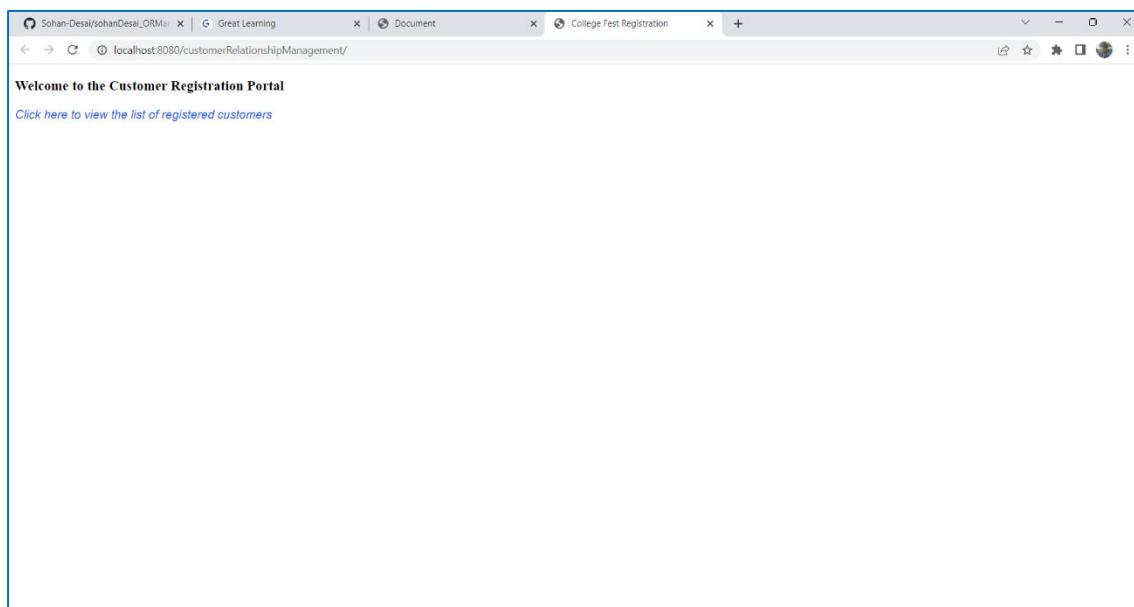 Sohan-Desai/sohanDesai_ORMar
Great Learning
Document
College Fest Registration
localhost:8080/customerRelationshipManagement/
Welcome to the Customer Registration Portal
Click here to view the list of registered customers